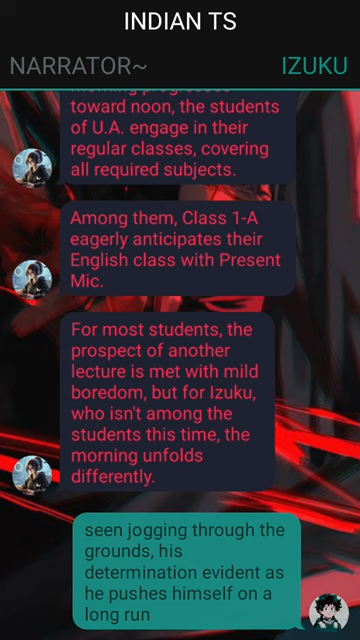 INDIAN TS
NARRATOR~ IZUKU
morning progresses
toward noon, the students
of U.A. engage in their
regular classes, covering
all required subjects.
Among them, Class 1-A
eagerly anticipates their
English class with Present
Mic.
For most students, the
prospect of another
lecture is met with mild
boredom, but for Izuku,
who isn't among the
students this time, the
morning unfolds
differently.
seen jogging through the
grounds, his
determination evident as
he pushes himself on a
long run